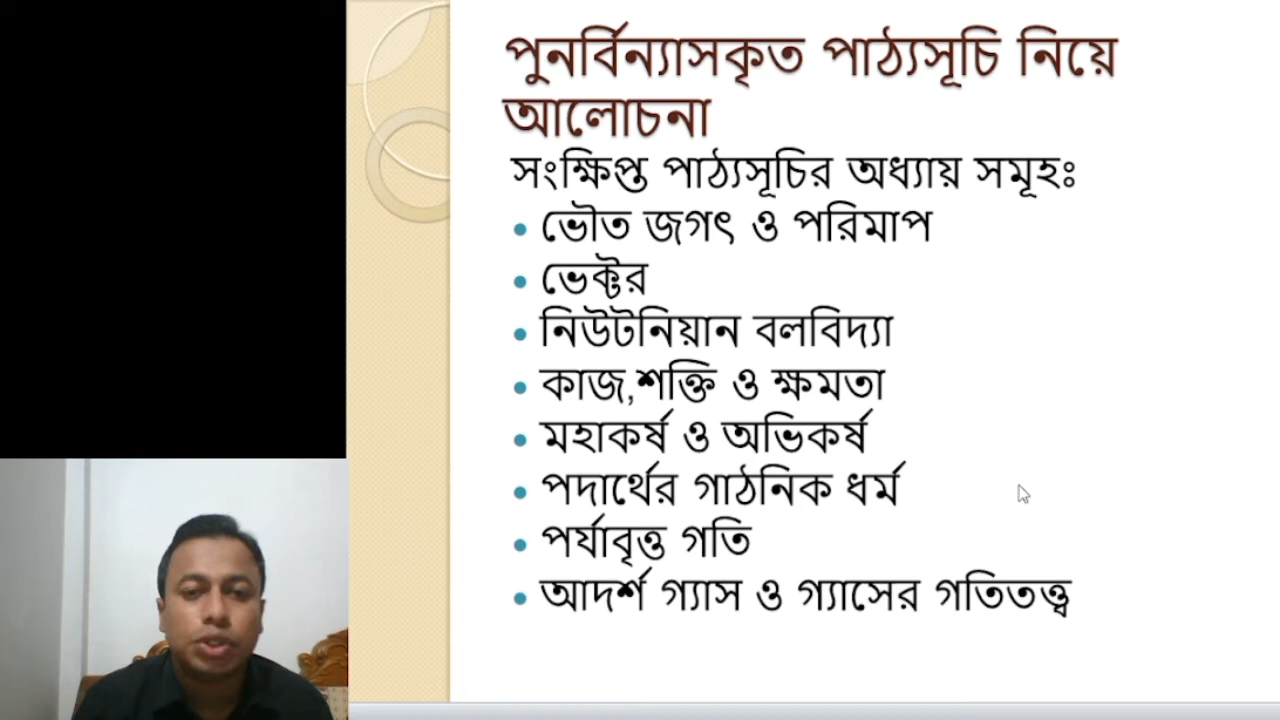 পুনর্বিন্যাসকৃত পাঠ্যসূচি নিয়ে
আলোচনা
সংক্ষিপ্ত পাঠ্যসূচির অধ্যায় সমূহঃ
• ভৌত জগৎ ও পরিমাপ
• ভেক্টর
• নিউটনিয়ান বলবিদ্যা
• কাজ,শক্তি ও ক্ষমতা
• মহাকর্ষ ও অভিকর্ষ
• পদার্থের গাঠনিক ধর্ম
• পর্যাবৃত্ত গতি
• আদর্শ গ্যাস ও গ্যাসের গতিতত্ত্ব